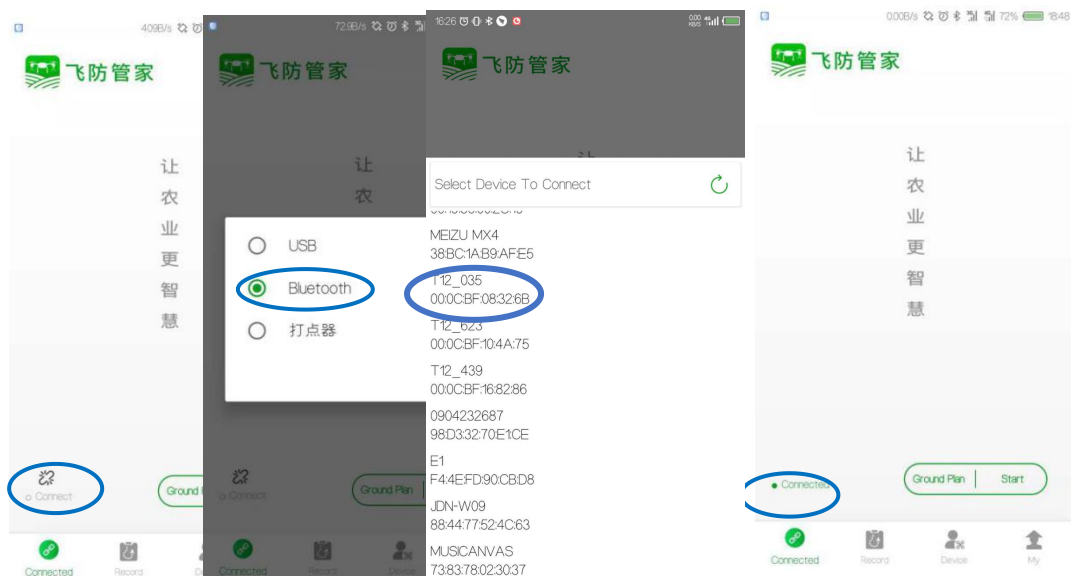 409B/s
飞防管家
让
农
业
更
智
慧
Connect
Ground
Connected
Record
72.9B/s
飞防管家
让
农
USB
Bluetooth
打点器
Connect
Ground Plan
Connected
Record
Device
16:26
0.00 KB/S
飞防管家
Select Device To Connect
MEIZU MX4
38:BC:1A:B9:AF:E5
T12_035
00:0C:BF:08:32:6B
T12_623
00:0C:BF:10:4A:75
T12_439
00:0C:BF:16:82:86
0904232687
98:D3:32:70:E1:CE
E1
F4:4E:FD:90:CB:D8
JDN-W09
88:44:77:52:4C:63
MUSICANVAS
73:83:78:02:30:37
0.00B/s 72% 18:48
飞防管家
让
农
业
更
智
慧
Connected
Ground Plan | Start
Connected
Record
Device
My